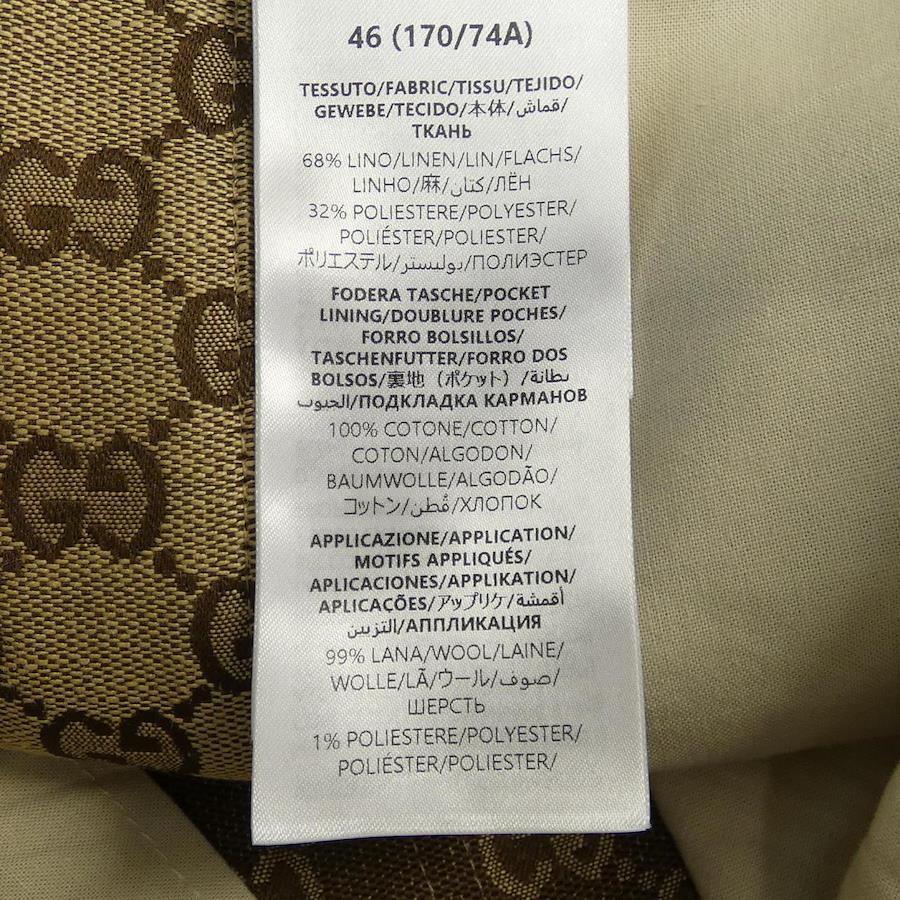 46 (170/74A)
TESSUTO/FABRIC/TISSU/TEJIDO/
GEWEBE/TECIDO/本体/قماش/
ТКАНЬ
68% LINO/LINEN/LIN/FLACHS/
LINHO/麻/كتان/ЛЁН
32% POLIESTERE/POLYESTER/
POLIÉSTER/POLIESTER/
ポリエステル/بوليستر/ПОЛИЭСТЕР
FODERA TASCHE/POCKET
LINING/DOUBLURE POCHES/
FORRO BOLSILLOS/
TASCHENFUTTER/FORRO DOS
BOLSOS/裏地（ポケット）/بطانة
الجيوب/ПОДКЛАДКА КАРМАНОВ
100% COTONE/COTTON/
COTON/ALGODON/
BAUMWOLLE/ALGODÃO/
コットン/قُطن/ХЛОПОК
APPLICAZIONE/APPLICATION/
MOTIFS APPLIQUÉS/
APLICACIONES/APPLIKATION/
APLICAÇÕES/アップリケ/أقمشة
التزيين/АППЛИКАЦИЯ
99% LANA/WOOL/LAINE/
WOLLE/LÃ/ウール/صوف/
ШЕРСТЬ
1% POLIESTERE/POLYESTER/
POLIÉSTER/POLIESTER/